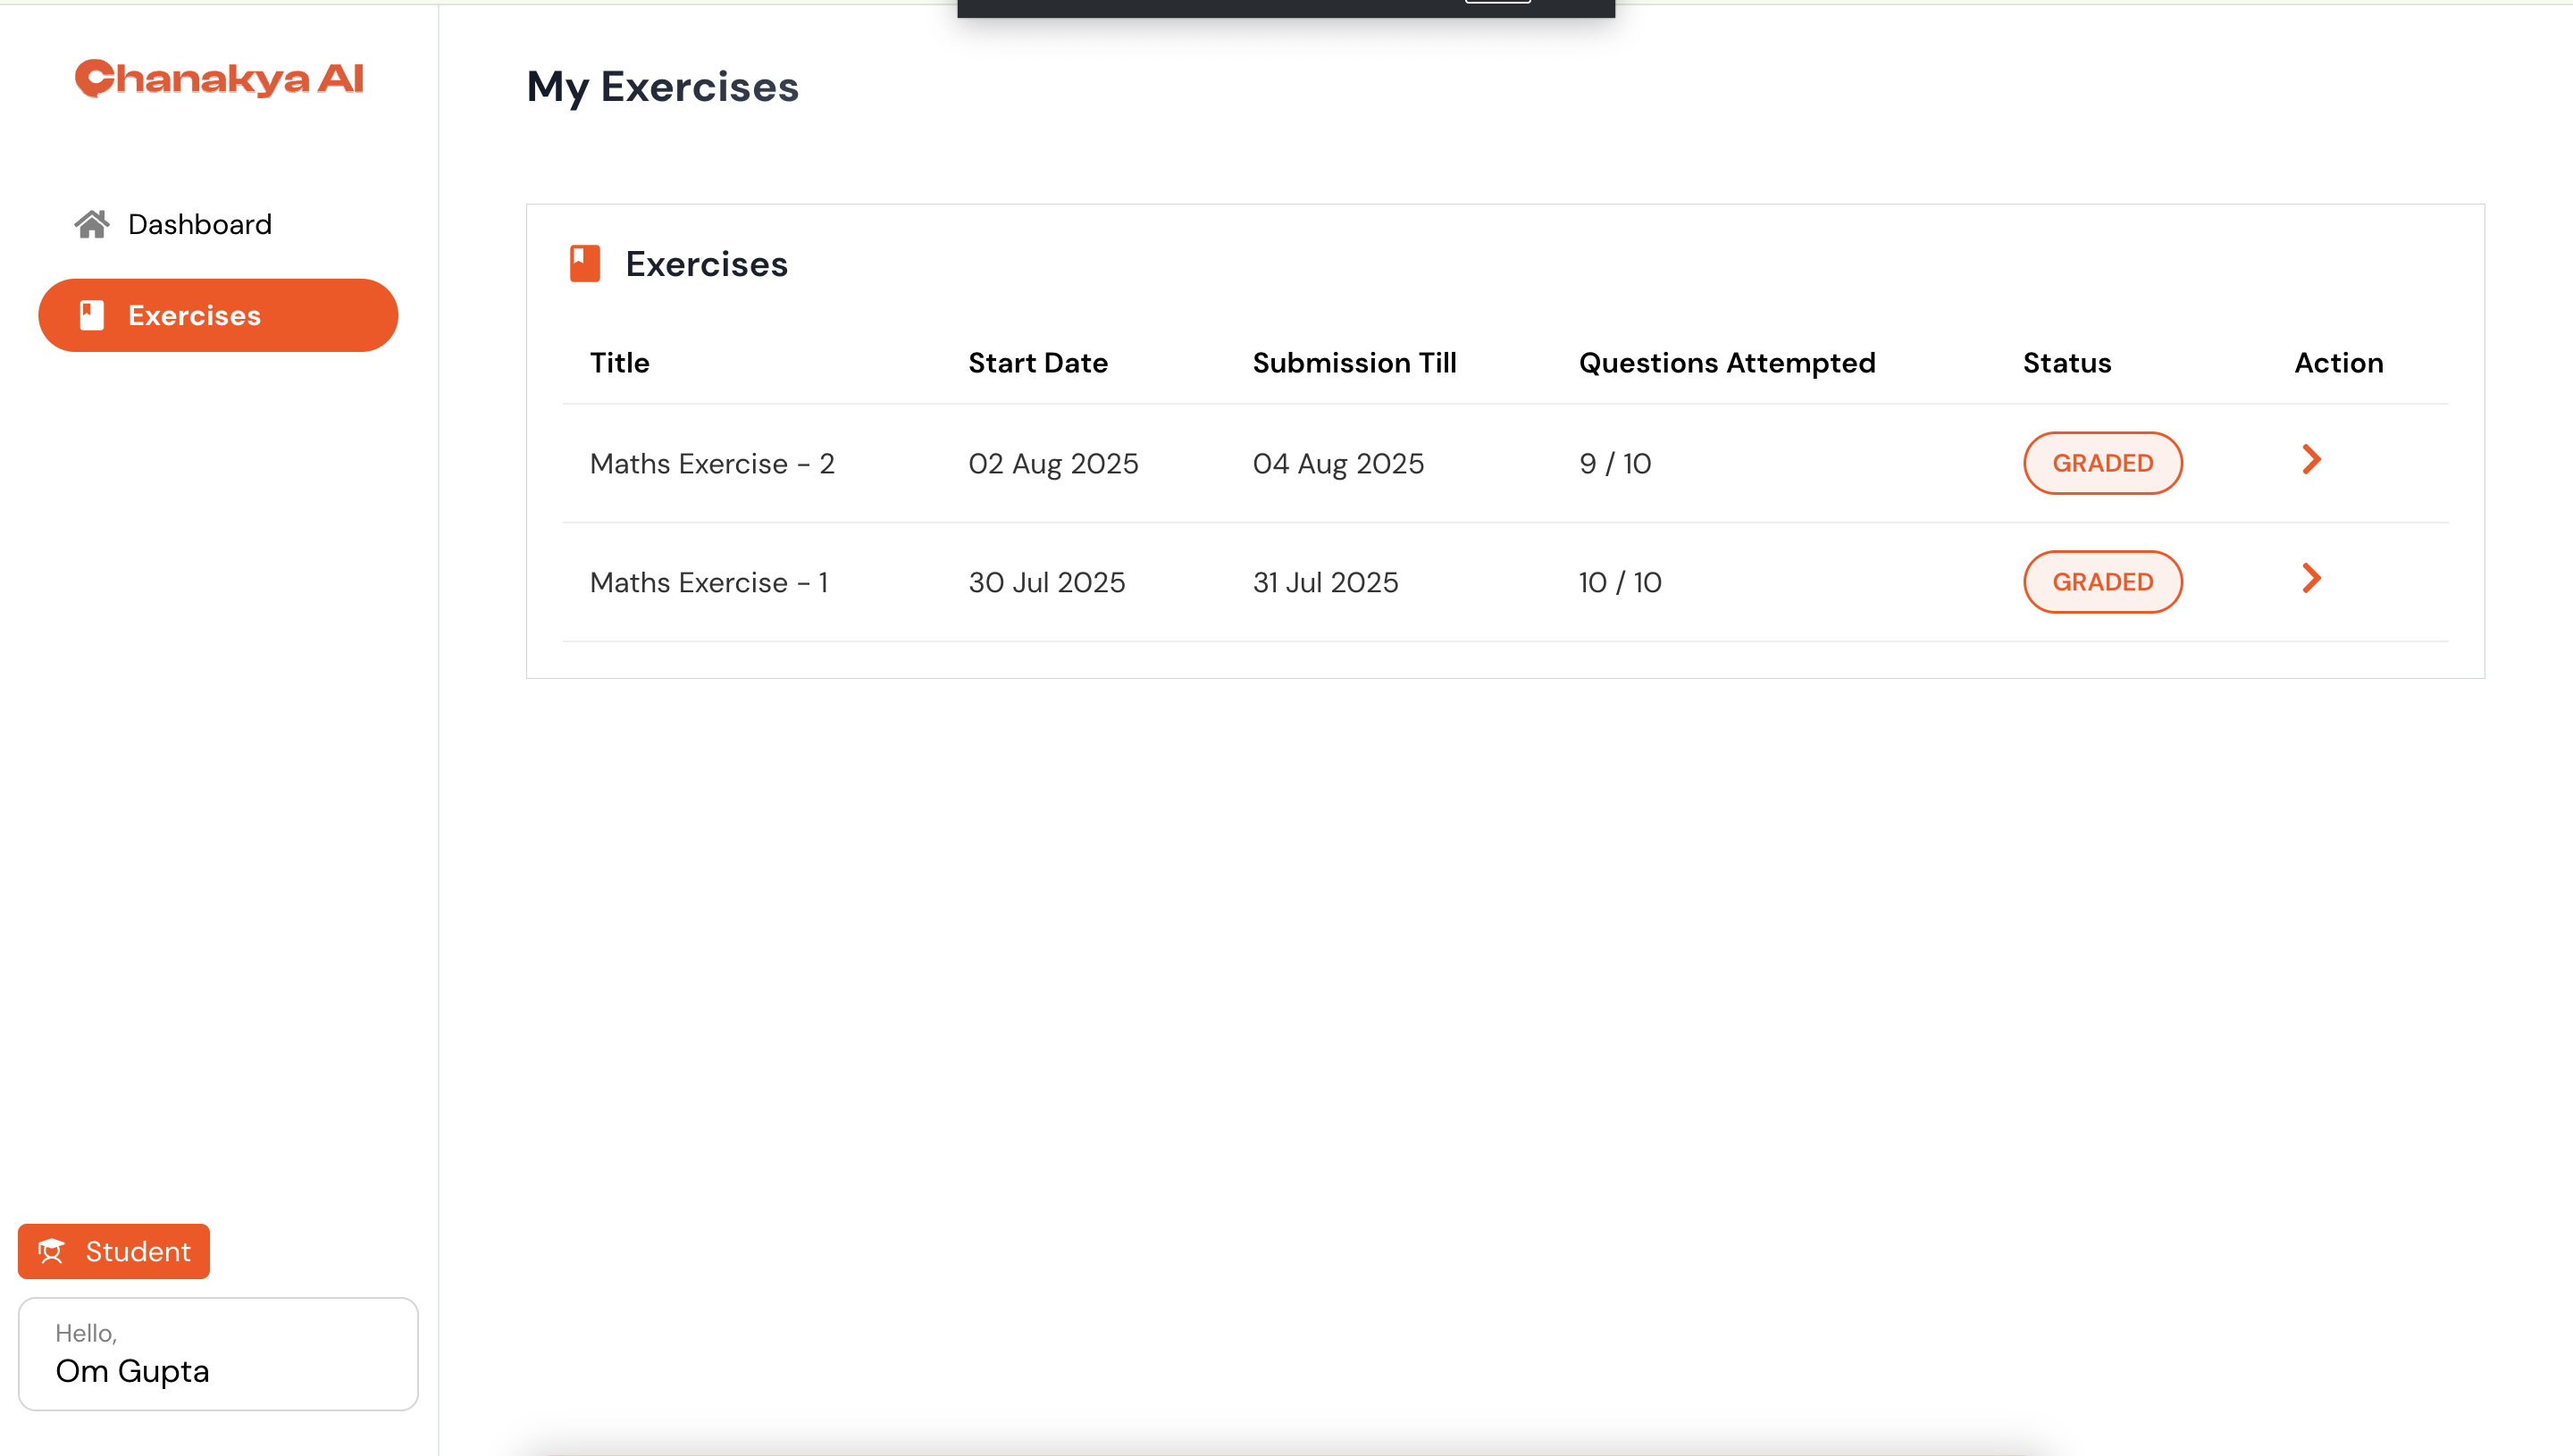 Chanakya AI
Dashboard
Exercises
My Exercises
Exercises
Title Start Date Submission Till Questions Attempted Status Action
Maths Exercise - 2 02 Aug 2025 04 Aug 2025 9 / 10 GRADED
Maths Exercise - 1 30 Jul 2025 31 Jul 2025 10 / 10 GRADED
Student
Hello,
Om Gupta